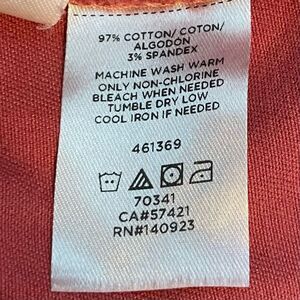 97% COTTON/ COTON/
ALGODÓN
3% SPANDEX
MACHINE WASH WARM
ONLY NON-CHLORINE
BLEACH WHEN NEEDED
TUMBLE DRY LOW
COOL IRON IF NEEDED
461369
70341
CA#57421
RN#140923